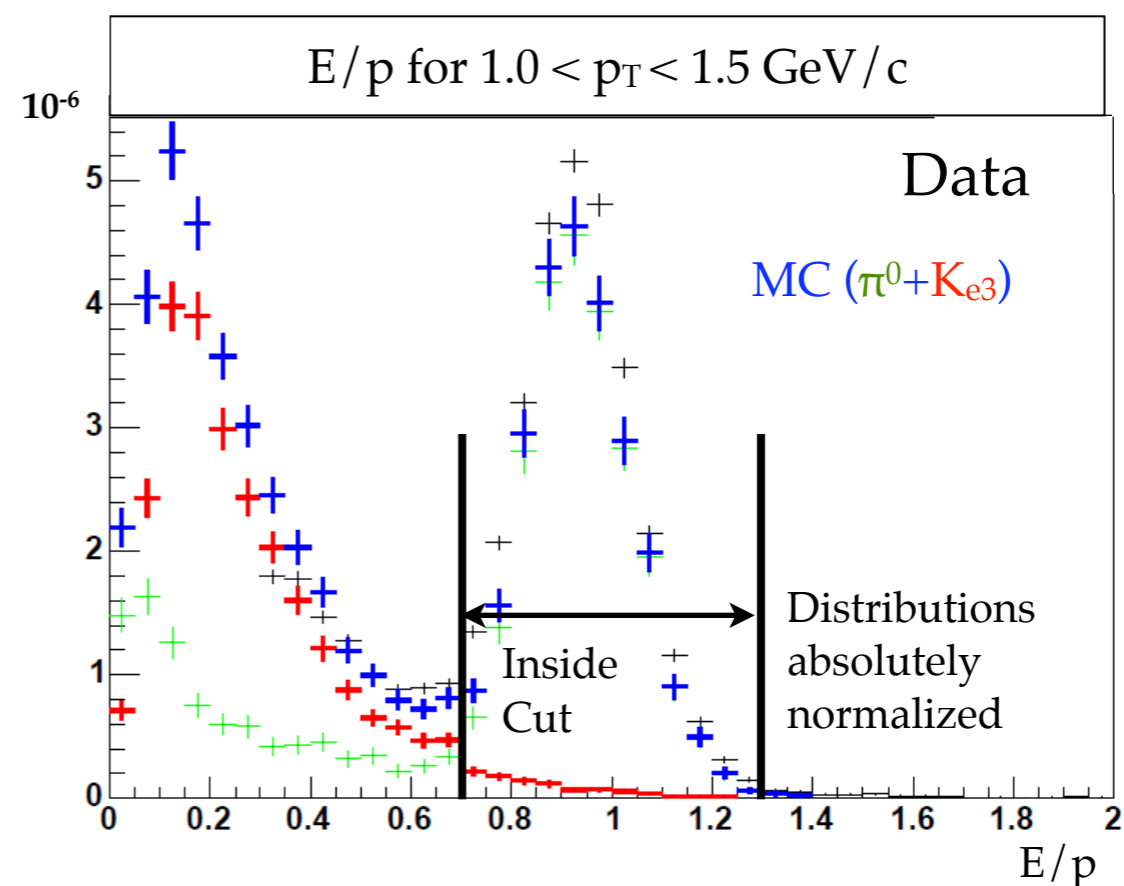 E/p for 1.0 < pT < 1.5 GeV/c
10-6
Data
MC (π0+Ke3)
5
4
3
2
1
0
Inside
Cut
Distributions
absolutely
normalized
0 0.2 0.4 0.6 0.8 1 1.2 1.4 1.6 1.8 2
E/p